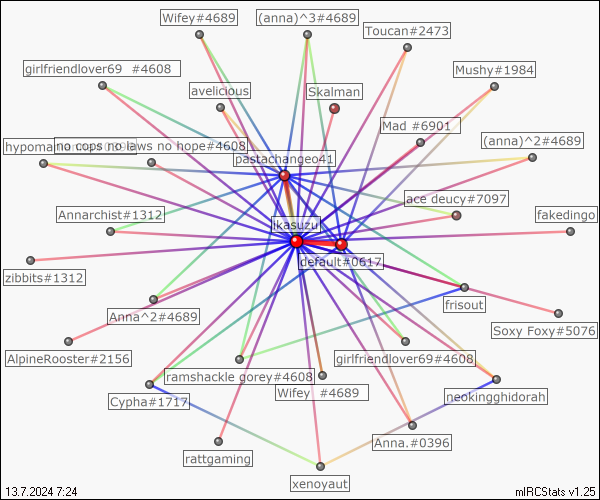 Wifey#4689
(anna)^3#4689
Toucan#2473
girlfriendlover69 #4608
avelicious
Skalman
Mushy#1984
Mad #6901
hypomania
no cops no laws no hope#4608
(anna)^2#4689
pastachangeo41
ace deucy#7097
Annarchist#1312
Ikasuzu
fakedingo
default#0617
zibbits#1312
frisout
Anna^2#4689
Soxy Foxy#5076
AlpineRooster#2156
girlfriendlover69#4608
ramshackle gorey#4608
Wifey #4689
Cypha#1717
neokingghidorah
Anna.#0396
rattgaming
xenoyaut
13.7.2024 7:24
mIRCStats v1.25